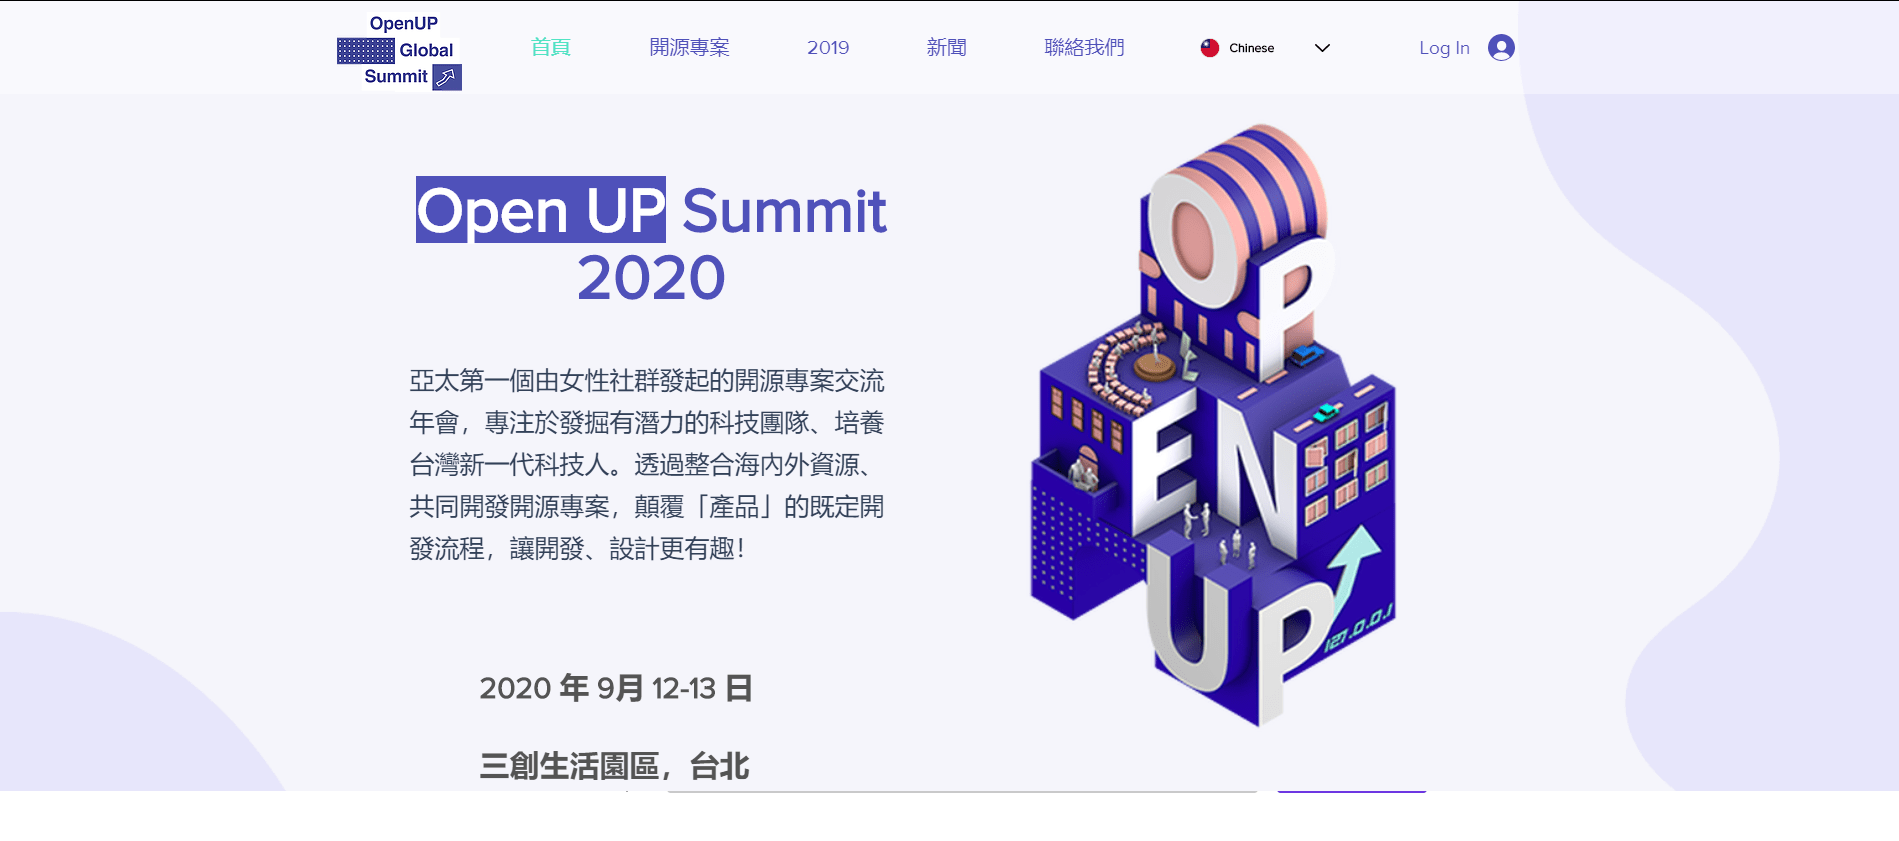 OpenUP
Global
Summit
首頁
開源專案
2019
新聞
聯絡我們
Chinese
Log In
Open UP Summit
2020
亞太第一個由女性社群發起的開源專案交流
年會，專注於發掘有潛力的科技團隊、培養
台灣新一代科技人。透過整合海內外資源、
共同開發開源專案，顛覆「產品」的既定開
發流程，讓開發、設計更有趣！
2020 年 9月 12-13 日
三創生活園區，台北
OP
EN
UP
127.0.0.1